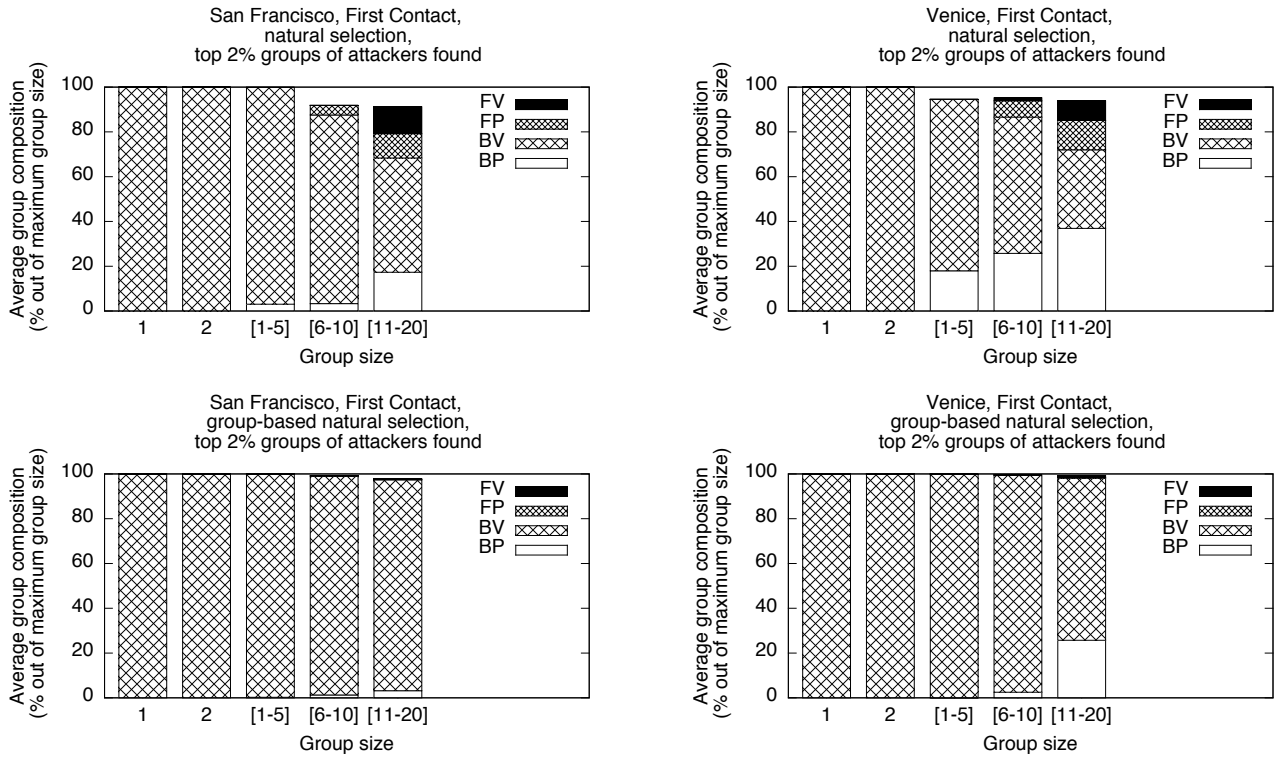 San Francisco, First Contact,
natural selection,
top 2% groups of attackers found
Average group composition
(% out of maximum group size)
100
80
60
40
20
0
FV
FP
BV
BP
1 2 [1-5] [6-10] [11-20]
Group size
Venice, First Contact,
natural selection,
top 2% groups of attackers found
Average group composition
(% out of maximum group size)
100
80
60
40
20
0
FV
FP
BV
BP
1 2 [1-5] [6-10] [11-20]
Group size
San Francisco, First Contact,
group-based natural selection,
top 2% groups of attackers found
Average group composition
(% out of maximum group size)
100
80
60
40
20
0
FV
FP
BV
BP
1 2 [1-5] [6-10] [11-20]
Group size
Venice, First Contact,
group-based natural selection,
top 2% groups of attackers found
Average group composition
(% out of maximum group size)
100
80
60
40
20
0
FV
FP
BV
BP
1 2 [1-5] [6-10] [11-20]
Group size